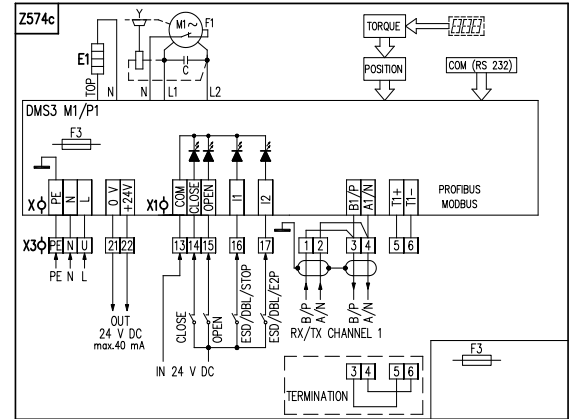 Z574c
Y
M1~
F1
E1
C
TOP
N
N
L1
L2
TORQUE
POSITION
COM (RS 232)
DMS3 M1/P1
F3
X
PE
N
L
0 V
+24V
X1
COM
CLOSE
OPEN
I1
I2
B1/P
A1/N
T1+
T1-
PROFIBUS
MODBUS
X3
PE
N
U
21
22
13
14
15
16
17
1
2
3
4
5
6
PE N L
OUT
24 V DC
max.40 mA
CLOSE
OPEN
ESD/DBL/STOP
ESD/DBL/E2P
IN 24 V DC
B/P
A/N
B/P
A/N
RX/TX CHANNEL 1
TERMINATION
3
4
5
6
F3